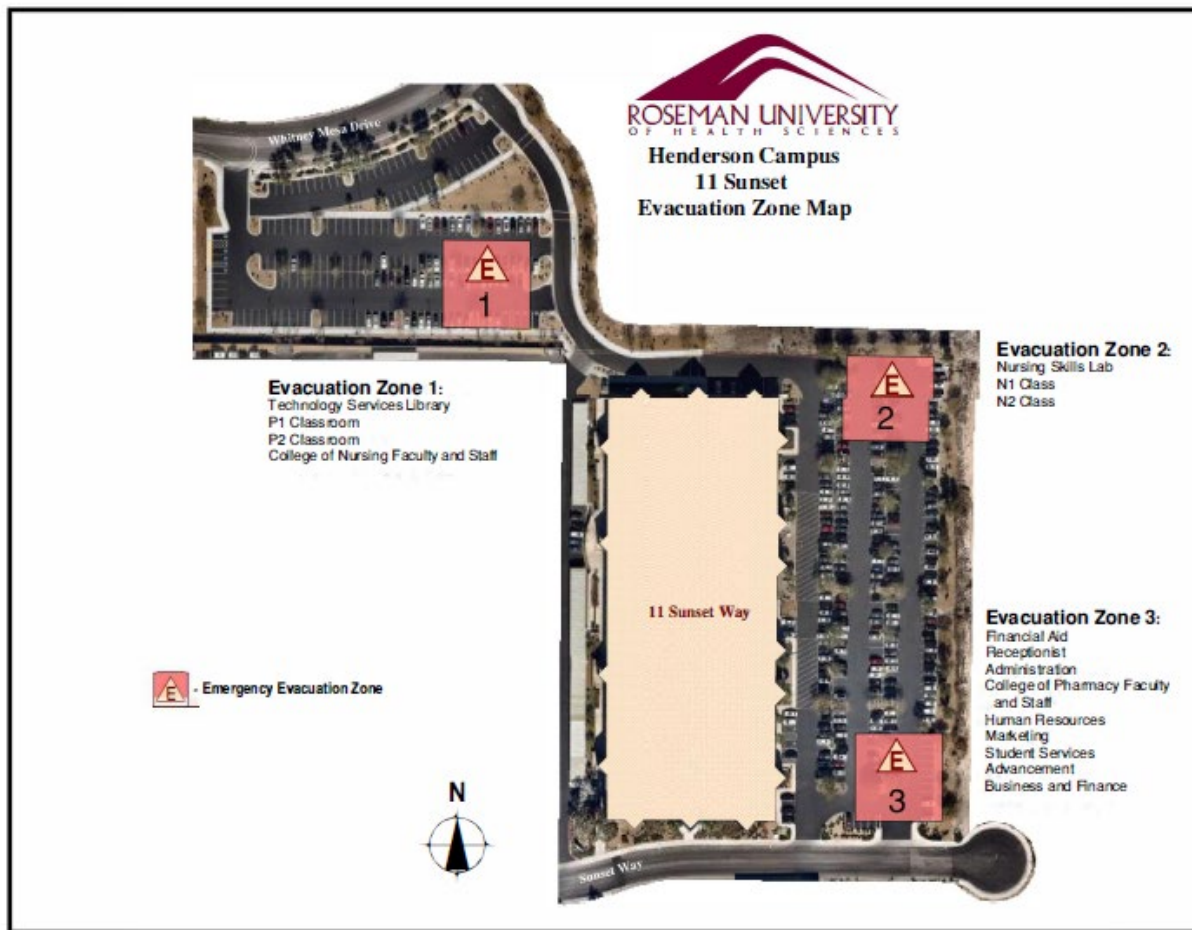 ROSEMAN UNIVERSITY
OF HEALTH SCIENCES
Henderson Campus
11 Sunset
Evacuation Zone Map
Whitney Mesa Drive
E
1
Evacuation Zone 1:
Technology Services Library
P1 Classroom
P2 Classroom
College of Nursing Faculty and Staff
E
2
Evacuation Zone 2:
Nursing Skills Lab
N1 Class
N2 Class
11 Sunset Way
Evacuation Zone 3:
Financial Aid
Receptionist
Administration
College of Pharmacy Faculty
and Staff
Human Resources
Marketing
Student Services
Advancement
Business and Finance
E
- Emergency Evacuation Zone
E
3
N
Sunset Way